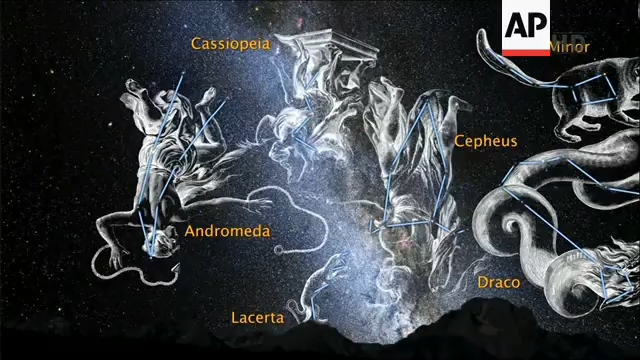 AP
Cassiopeia
Minor
Cepheus
Andromeda
Draco
Lacerta